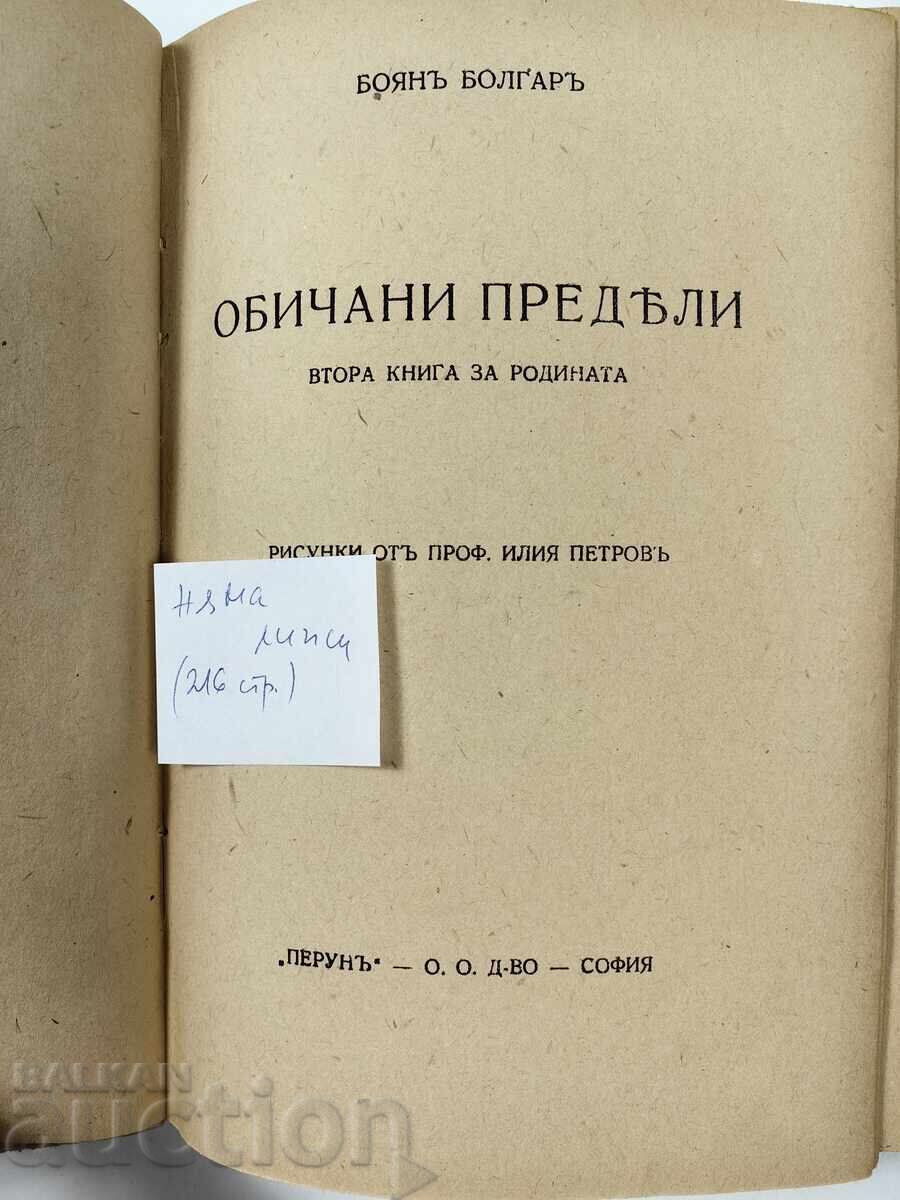 БОЯНЪ БОЛГАРЪ
ОБИЧАНИ ПРЕДѢЛИ
ВТОРА КНИГА ЗА РОДИНАТА
РИСУНКИ ОТЪ ПРОФ. ИЛИЯ ПЕТРОВЪ
няма
липси
(216 стр.)
„ПЕРУНЪ“ — О. О. Д-ВО — СОФИЯ
BALKAN
auction